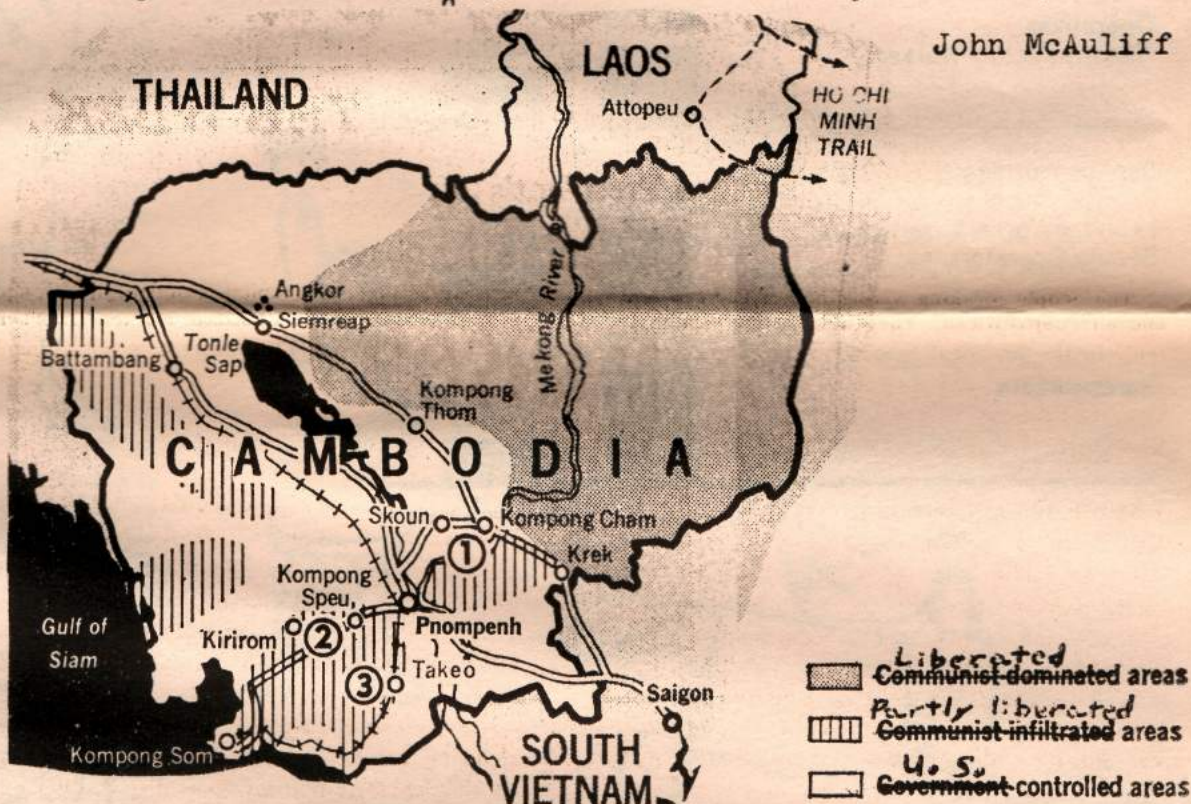 John McAuliff
LAOS
THAILAND
Attopeu
HO CHI
MINH
TRAIL
Mekong River
Angkor
Siemreap
Tonle
Sap
Battambang
Kompong
Thom
CAMBODIA
Skoun
Kompong Cham
1
Krek
Kompong
Speu
Pnompenh
Kirirom
2
Gulf of
Siam
3
Takeo
Saigon
Kompong Som
SOUTH
VIETNAM
Liberated
Communist-dominated areas
Partly liberated
Communist-infiltrated areas
U.S.
Government-controlled areas